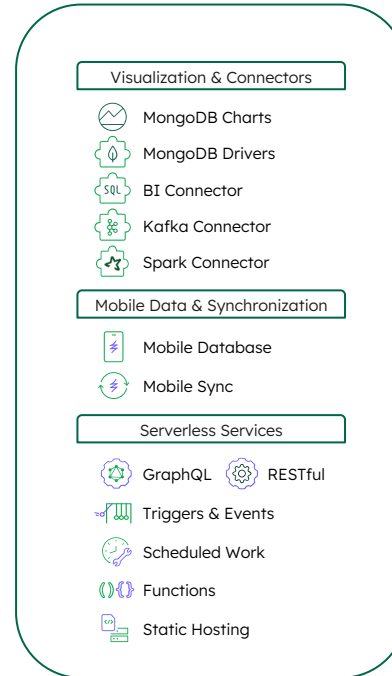 Visualization & Connectors
MongoDB Charts
MongoDB Drivers
SQL BI Connector
Kafka Connector
Spark Connector
Mobile Data & Synchronization
Mobile Database
Mobile Sync
Serverless Services
GraphQL RESTful
Triggers & Events
Scheduled Work
Functions
Static Hosting